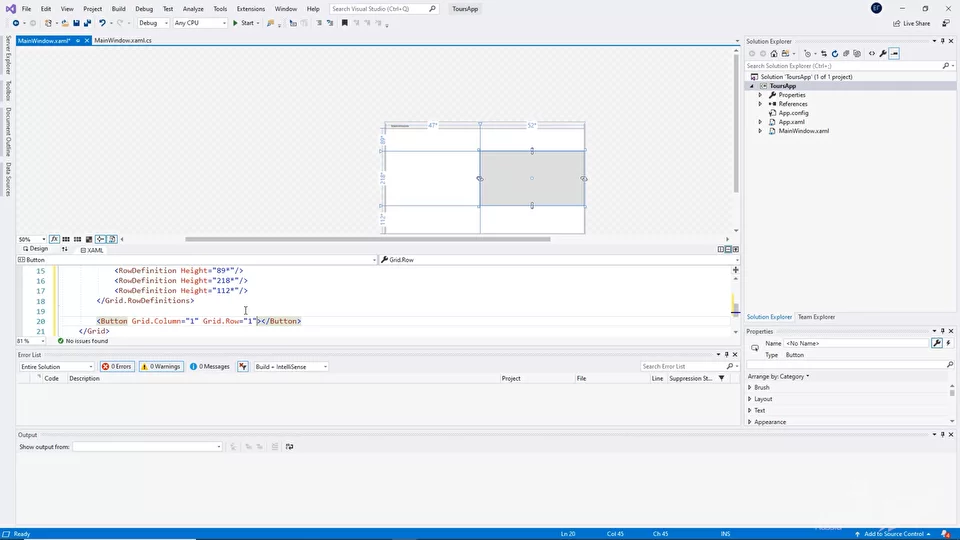 File Edit View Git Project Build Debug Test Analyze Tools Extensions Window Help Search Visual Studio (Ctrl+Q) ToursApp ЕГ
Debug Any CPU Start Live Share
MainWindow.xaml* MainWindow.xaml.cs
Server Explorer
Toolbox
Document Outline
Data Sources
47* 52*
89*
218*
112*
50%
Design XAML
Button Grid.Row
15 <RowDefinition Height="89*"/>
16 <RowDefinition Height="218*"/>
17 <RowDefinition Height="112*"/>
18 </Grid.RowDefinitions>
19
20 <Button Grid.Column="1" Grid.Row="1"></Button>
21 </Grid>
81 % No issues found
Error List
Entire Solution 0 Errors 0 Warnings 0 Messages Build + IntelliSense Search Error List
Code Description Project File Line Suppression St...
Output
Show output from:
Solution Explorer
Search Solution Explorer (Ctrl+;)
Solution 'ToursApp' (1 of 1 project)
ToursApp
Properties
References
App.config
App.xaml
MainWindow.xaml
Solution Explorer Team Explorer
Properties
Name <No Name>
Type Button
Arrange by: Category
Brush
Layout
Text
Appearance
Ready Ln 20 Col 45 Ch 45 INS Add to Source Control